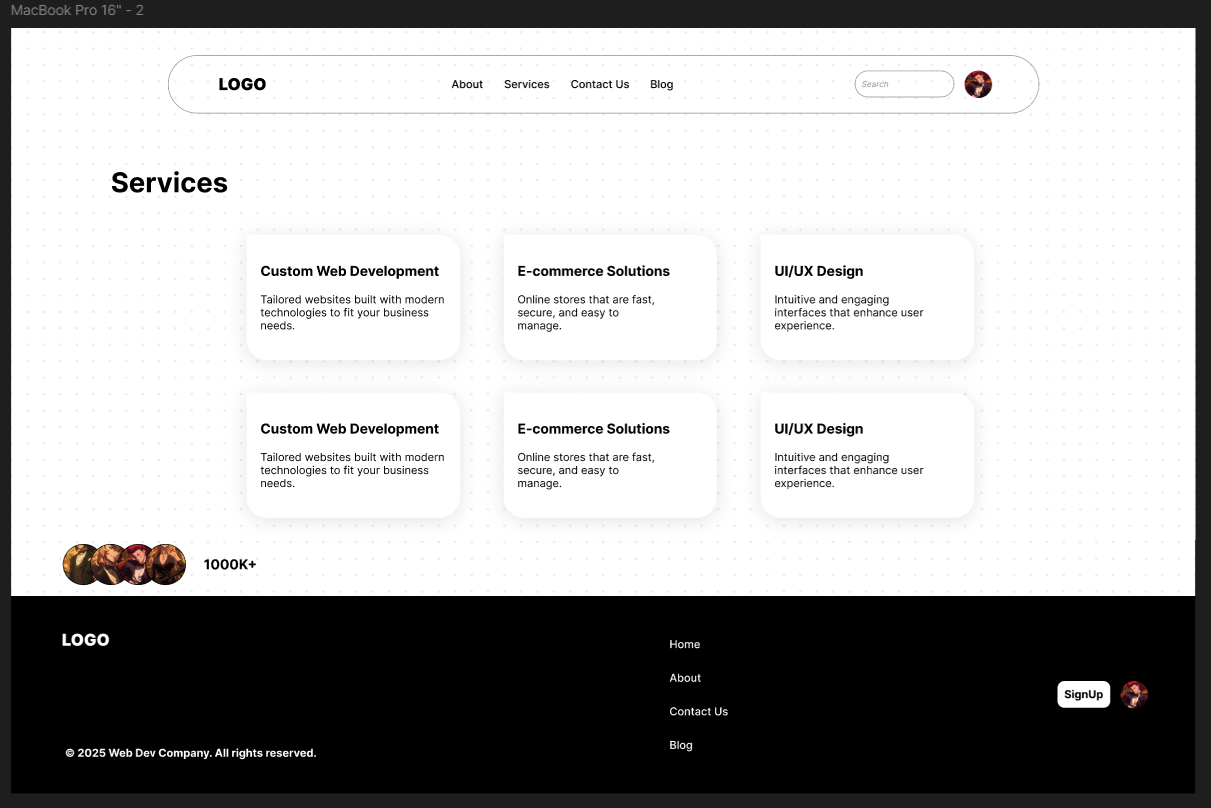 MacBook Pro 16" - 2
LOGO
About
Services
Contact Us
Blog
Search
Services
Custom Web Development
Tailored websites built with modern
technologies to fit your business
needs.
E-commerce Solutions
Online stores that are fast,
secure, and easy to
manage.
UI/UX Design
Intuitive and engaging
interfaces that enhance user
experience.
Custom Web Development
Tailored websites built with modern
technologies to fit your business
needs.
E-commerce Solutions
Online stores that are fast,
secure, and easy to
manage.
UI/UX Design
Intuitive and engaging
interfaces that enhance user
experience.
1000K+
LOGO
Home
About
Contact Us
Blog
SignUp
© 2025 Web Dev Company. All rights reserved.